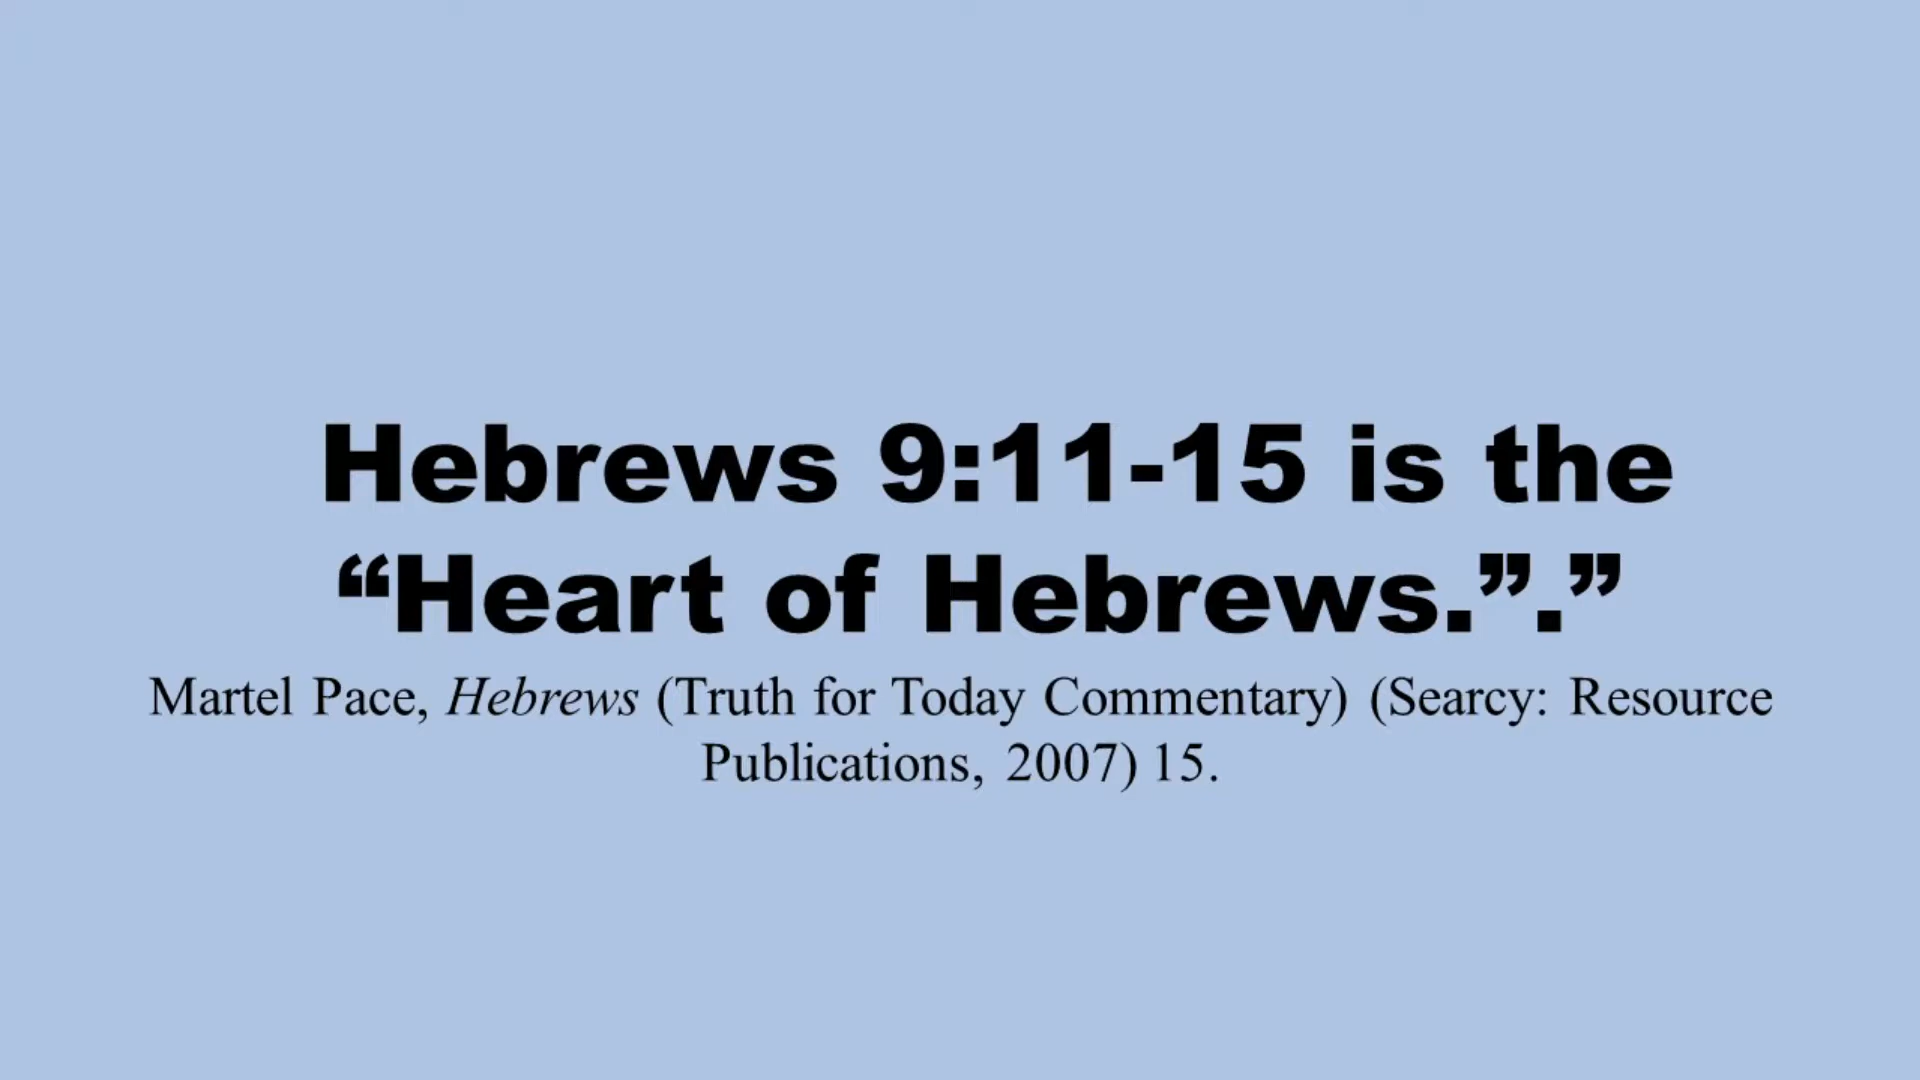 Hebrews 9:11-15 is the
“Heart of Hebrews.”.”
Martel Pace, Hebrews (Truth for Today Commentary) (Searcy: Resource
Publications, 2007) 15.